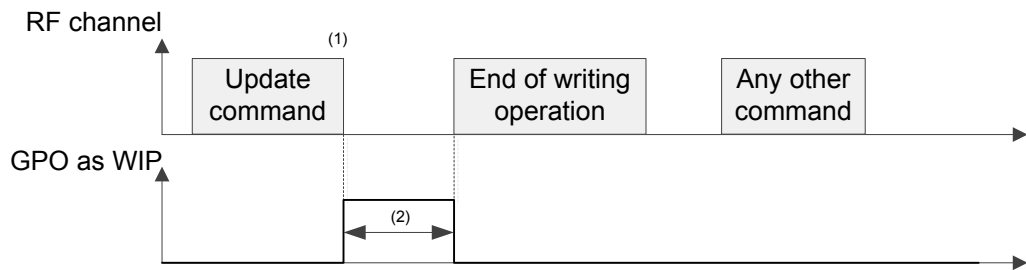 RF channel
(1)
Update
command
End of writing
operation
Any other
command
GPO as WIP
(2)